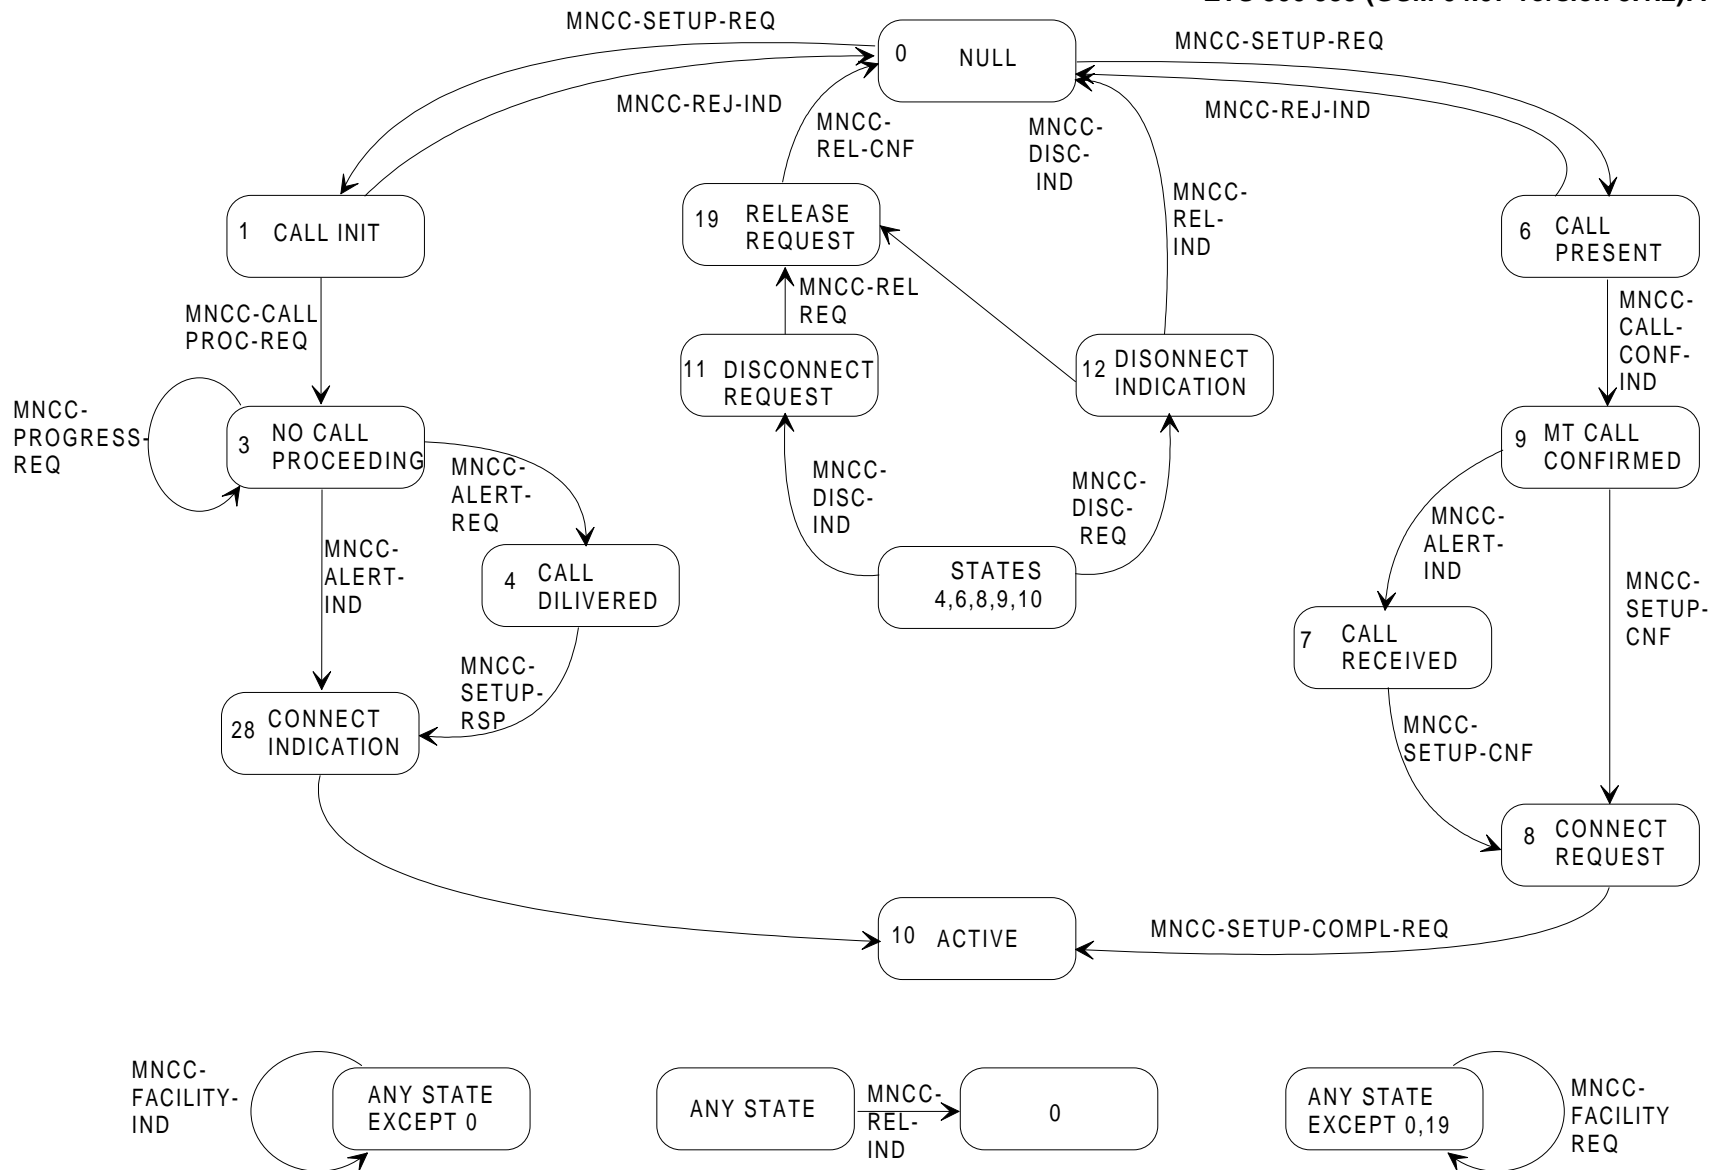 MNCC-SETUP-REQ
0 NULL
MNCC-SETUP-REQ
MNCC-REJ-IND
MNCC-
REL-CNF
MNCC-
DISC-
IND
MNCC-REJ-IND
MNCC-
REL-
IND
1 CALL INIT
19 RELEASE
REQUEST
6 CALL
PRESENT
MNCC-CALL
PROC-REQ
MNCC-REL
REQ
MNCC-
CALL-
CONF-
IND
11 DISCONNECT
REQUEST
12 DISONNECT
INDICATION
MNCC-
PROGRESS-
REQ
3 NO CALL
PROCEEDING
MNCC-
ALERT-
REQ
MNCC-
DISC-
IND
MNCC-
DISC-
REQ
9 MT CALL
CONFIRMED
MNCC-
ALERT-
IND
MNCC-
ALERT-
IND
4 CALL
DILIVERED
STATES
4,6,8,9,10
MNCC-
SETUP-
CNF
7 CALL
RECEIVED
MNCC-
SETUP-
RSP
28 CONNECT
INDICATION
MNCC-
SETUP-CNF
8 CONNECT
REQUEST
10 ACTIVE
MNCC-SETUP-COMPL-REQ
MNCC-
FACILITY-
IND
ANY STATE
EXCEPT 0
ANY STATE
MNCC-
REL-
IND
0
ANY STATE
EXCEPT 0,19
MNCC-
FACILITY
REQ